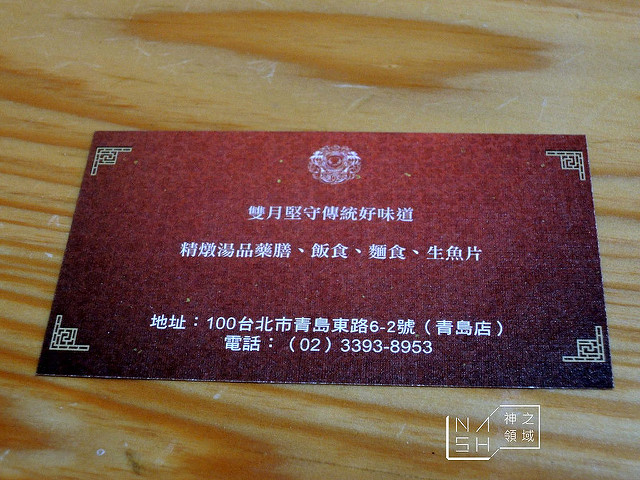 雙月堅守傳統好味道
精燉湯品藥膳、飯食、麵食、生魚片
地址：100台北市青島東路6-2號（青島店）
電話：（02）3393-8953
NASH 神之領域